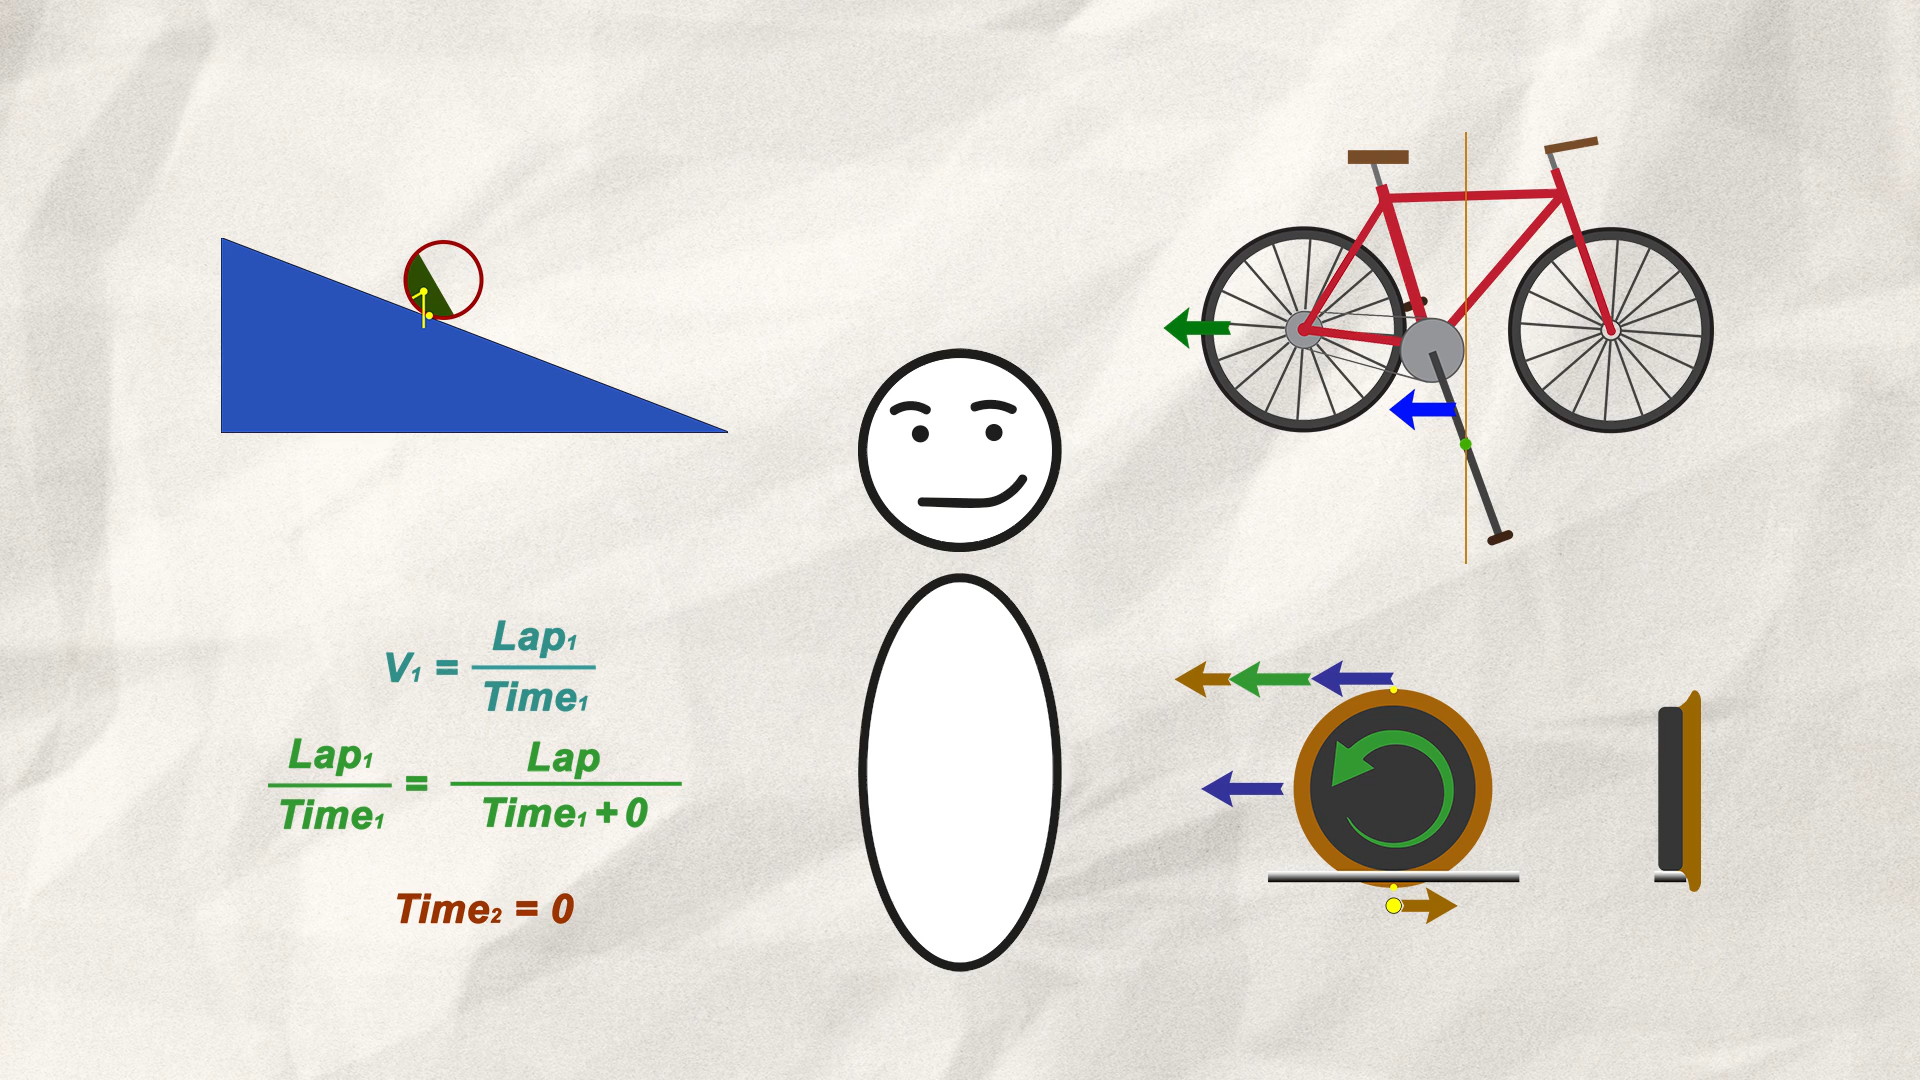 V₁ = Lap₁ / Time₁
Lap₁ / Time₁ = Lap / Time₁ + 0
Time₂ = 0